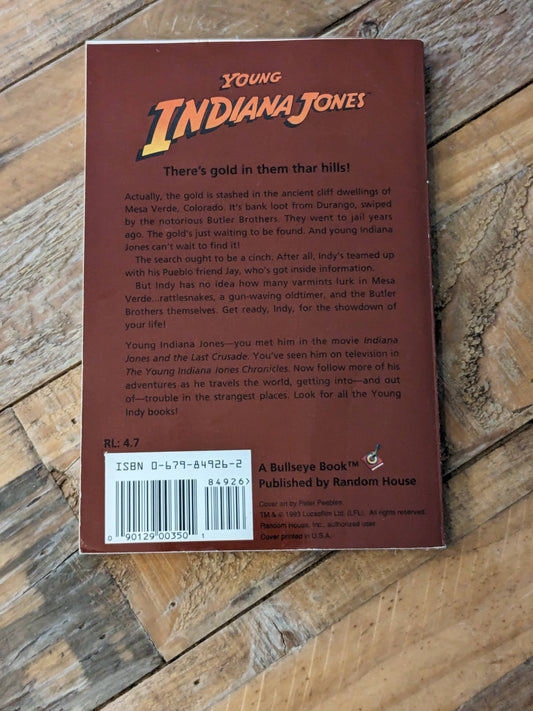 YOUNG
INDIANA JONES™
There's gold in them thar hills!
Actually, the gold is stashed in the ancient cliff dwellings of
Mesa Verde, Colorado. It's bank loot from Durango, swiped
by the notorious Butler Brothers. They went to jail years
ago. The gold's just waiting to be found. And young Indiana
Jones can't wait to find it!
The search ought to be a cinch. After all, Indy's teamed up
with his Pueblo friend Jay, who's got inside information.
But Indy has no idea how many varmints lurk in Mesa
Verde...rattlesnakes, a gun-waving oldtimer, and the Butler
Brothers themselves. Get ready, Indy, for the showdown of
your life!
Young Indiana Jones—you met him in the movie Indiana
Jones and the Last Crusade. You've seen him on television in
The Young Indiana Jones Chronicles. Now follow more of his
adventures as he travels the world, getting into—and out
of—trouble in the strangest places. Look for all the Young
Indy books!
RL: 4.7
ISBN 0-679-84926-2
84926>
0 90129 00350 1
A Bullseye Book™
Published by Random House
Cover art by Peter Peebles
TM & © 1993 Lucasfilm Ltd. (LFL). All rights reserved.
Random House, Inc., authorized user.
Cover printed in U.S.A.